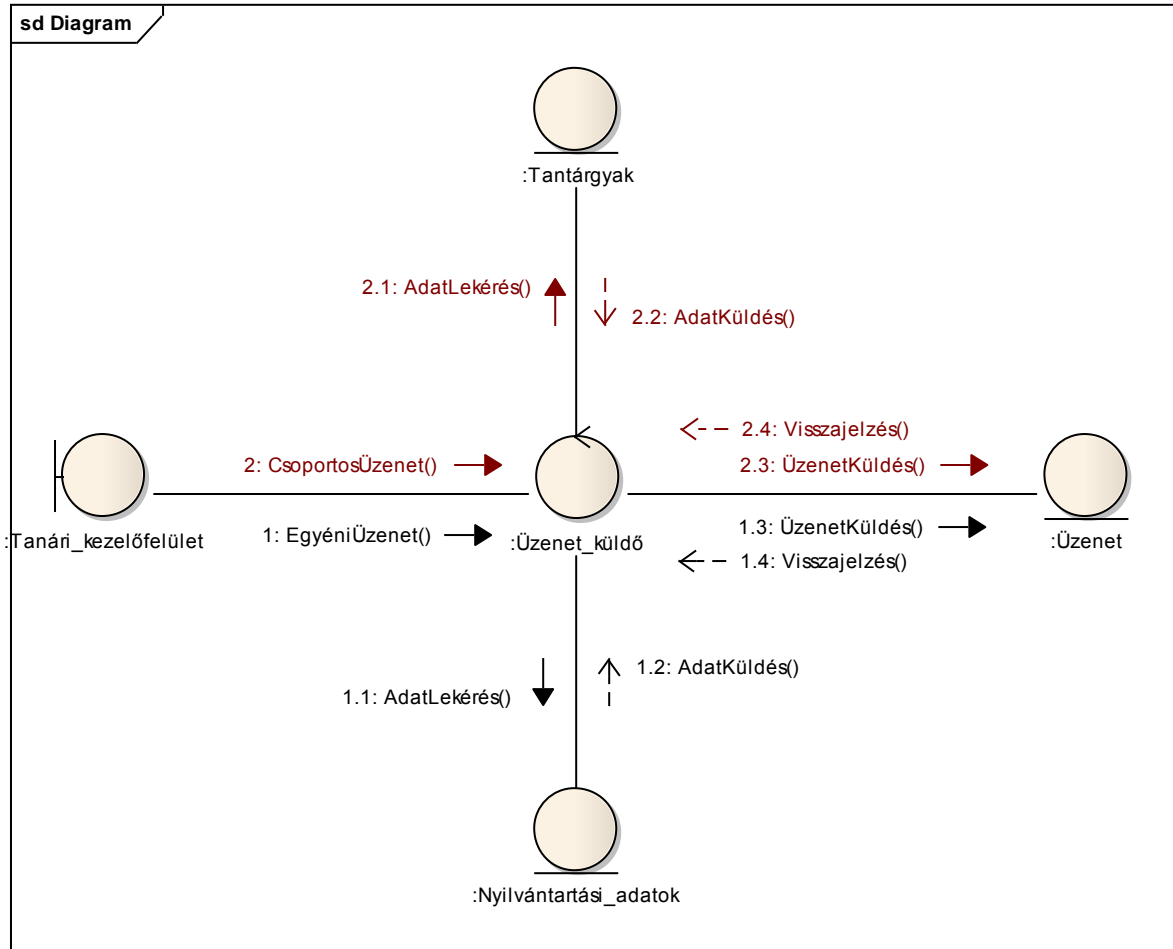 sd Diagram
:Tantárgyak
2.1: AdatLekérés()
2.2: AdatKüldés()
2.4: Visszajelzés()
2: CsoportosÜzenet()
2.3: ÜzenetKüldés()
:Tanári_kezelőfelület
1: EgyéniÜzenet()
:Üzenet_küldő
1.3: ÜzenetKüldés()
:Üzenet
1.4: Visszajelzés()
1.2: AdatKüldés()
1.1: AdatLekérés()
:Nyilvántartási_adatok